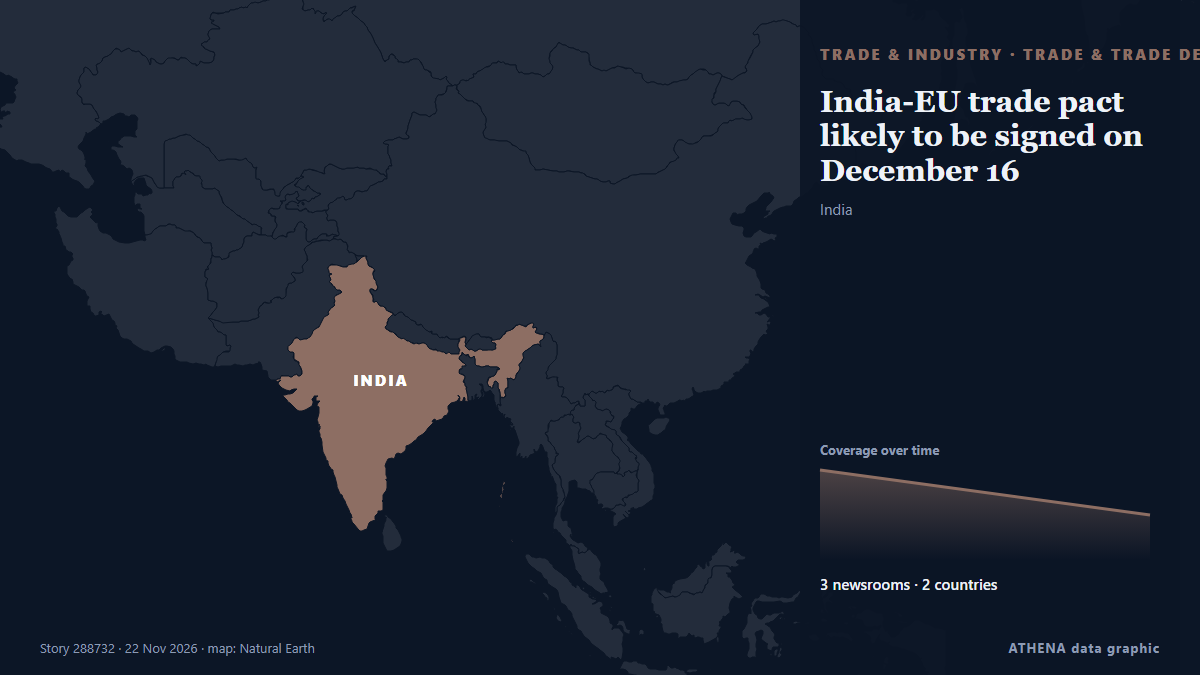 TRADE & INDUSTRY · TRADE & TRADE DE
India-EU trade pact
likely to be signed on
December 16
India
INDIA
Coverage over time
3 newsrooms · 2 countries
Story 288732 · 22 Nov 2026 · map: Natural Earth
ATHENA data graphic